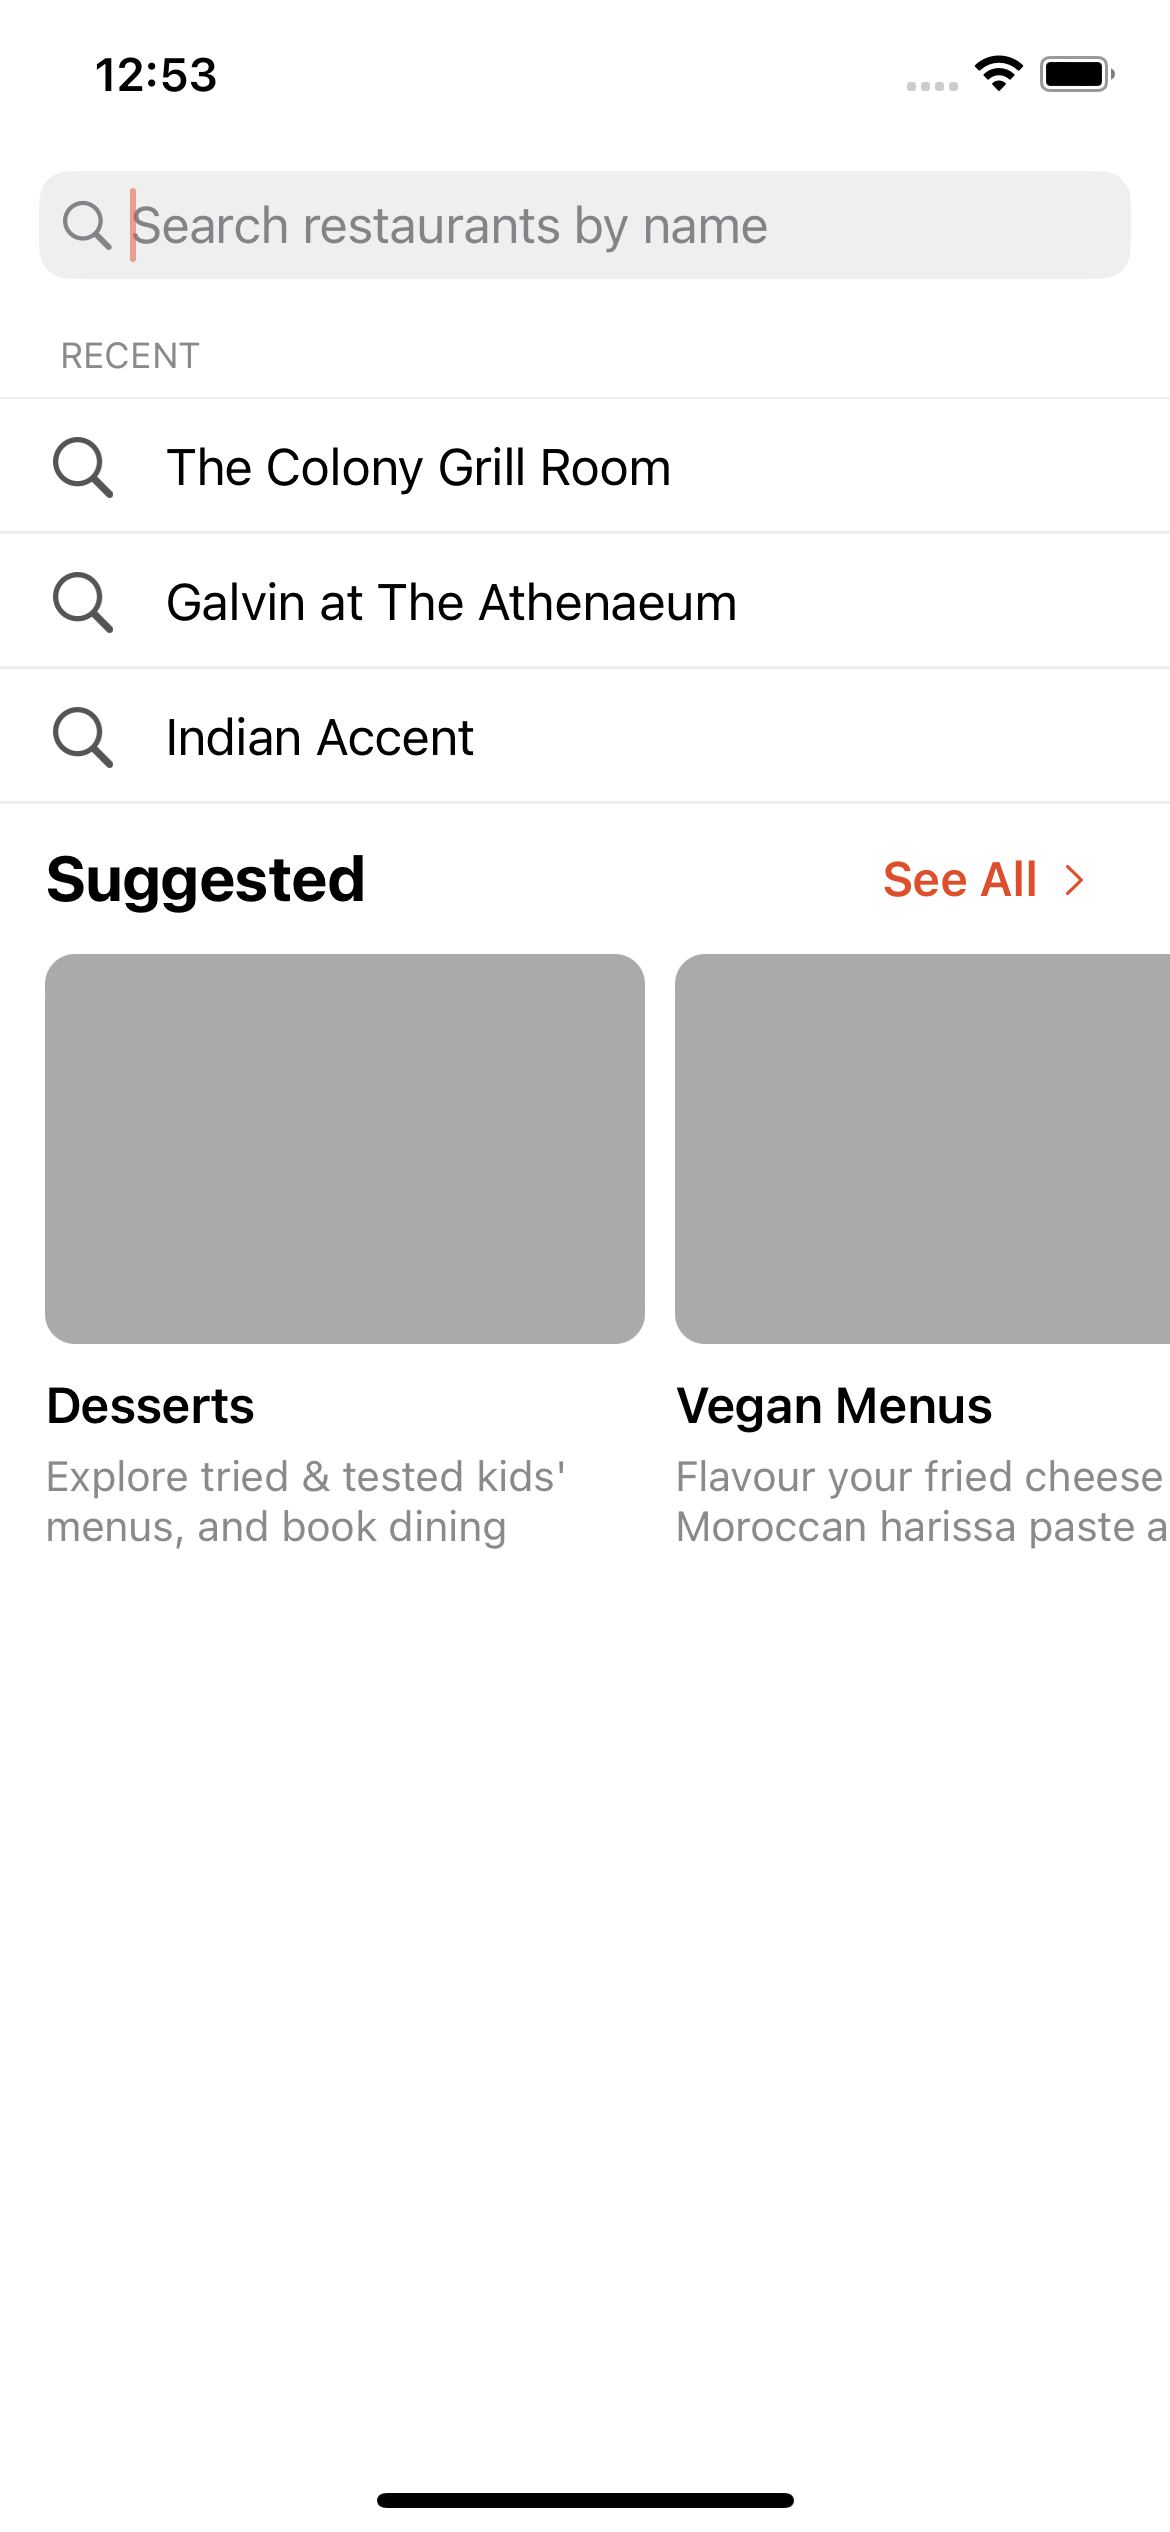 12:53
Search restaurants by name
RECENT
The Colony Grill Room
Galvin at The Athenaeum
Indian Accent
Suggested
See All
Desserts
Vegan Menus
Explore tried & tested kids'
menus, and book dining
Flavour your fried cheese
Moroccan harissa paste a